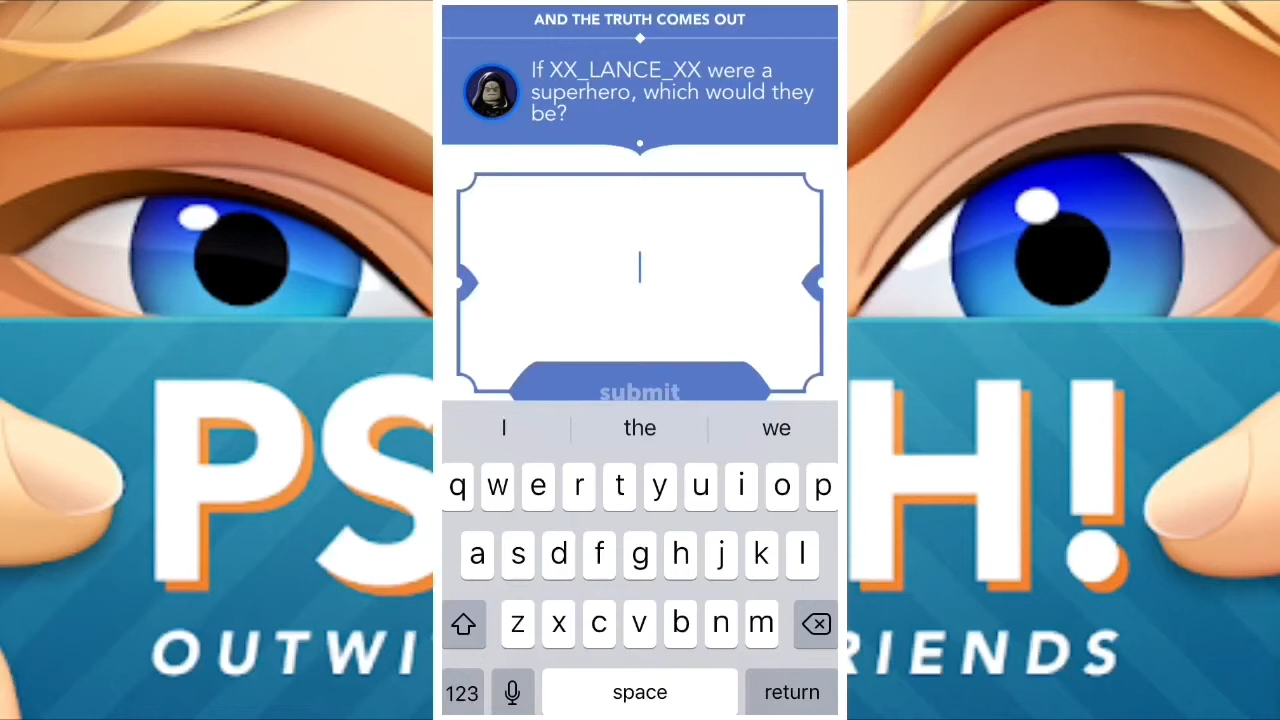 AND THE TRUTH COMES OUT
If XX_LANCE_XX were a
superhero, which would they
be?
submit
I the we
q w e r t y u i o p
a s d f g h j k l
z x c v b n m
123 space return
PS H!
OUTWI RIENDS